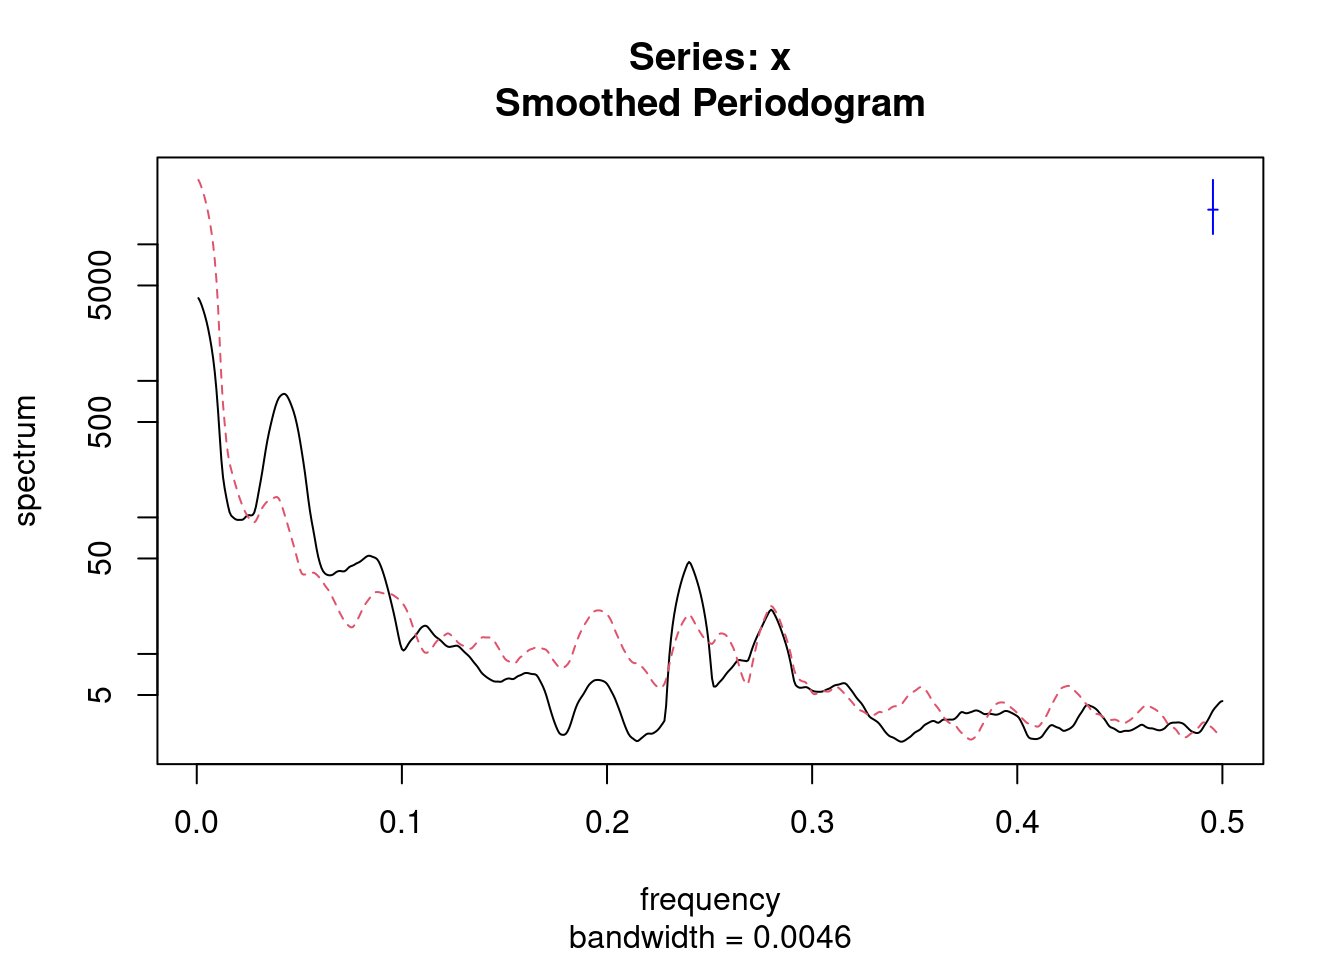 Series: x
Smoothed Periodogram
spectrum
5000
500
50
5
0.0 0.1 0.2 0.3 0.4 0.5
frequency
bandwidth = 0.0046